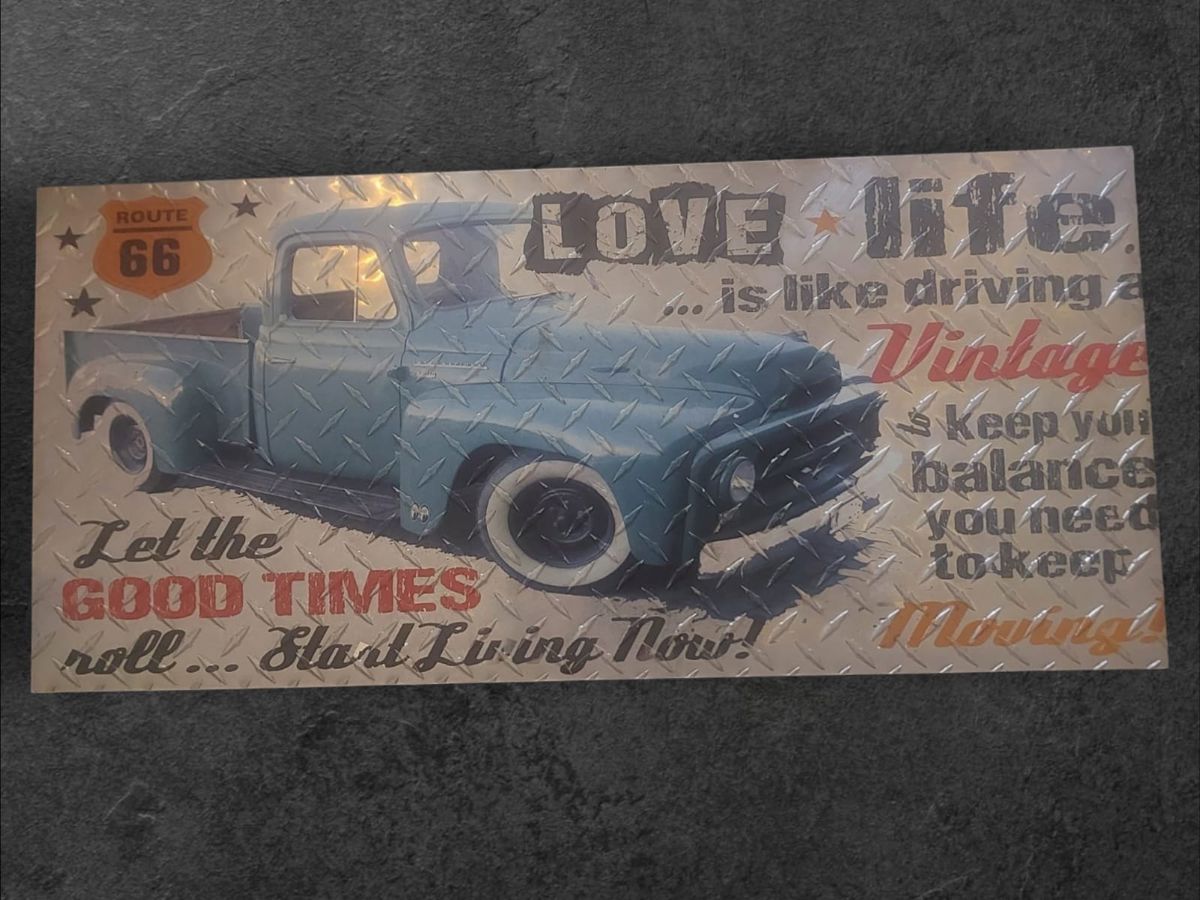 ROUTE
66
LOVE life.
... is like driving a
Vintage
to keep your
balance
you need
to keep
Moving!
Let the
GOOD TIMES
roll... Start Living Now!